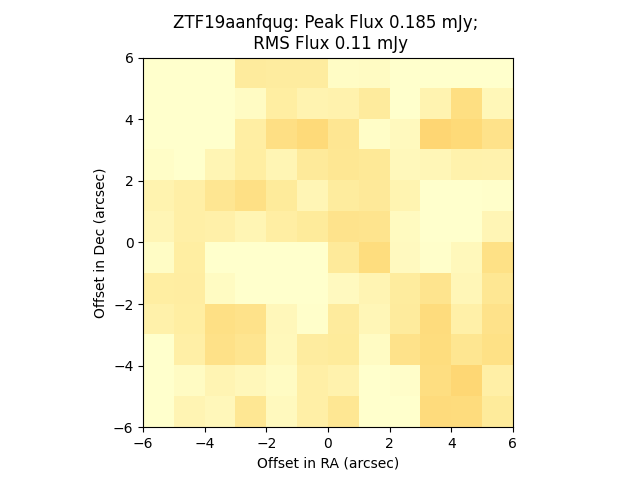 ZTF19aanfqug: Peak Flux 0.185 mJy;
RMS Flux 0.11 mJy
6
4
2
0
−2
−4
−6
Offset in Dec (arcsec)
−6 −4 −2 0 2 4 6
Offset in RA (arcsec)